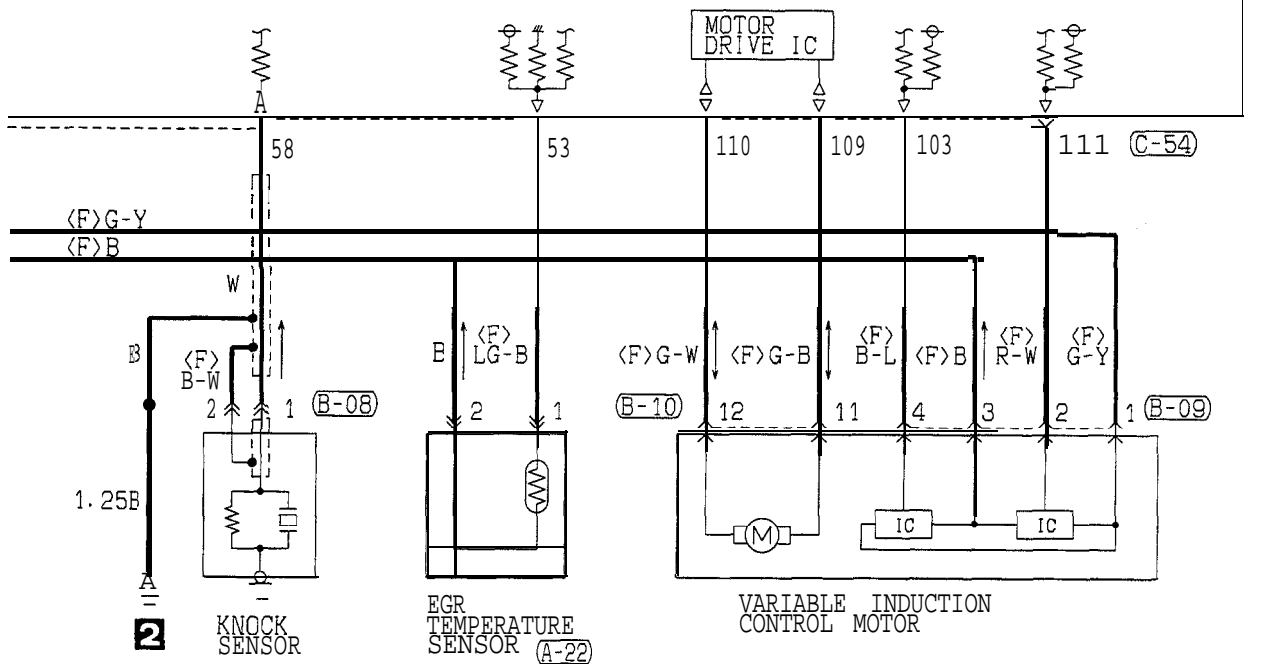 MOTOR
DRIVE IC
58
53
110
109
103
111
C-54
<F>G-Y
<F>B
W
B
<F>
B-W
B
<F>
LG-B
<F>G-W
<F>G-B
<F>
B-L
<F>B
<F>
R-W
<F>
G-Y
2
1
B-08
2
1
B-10
12
11
4
3
2
1
B-09
1.25B
M
IC
IC
2
KNOCK
SENSOR
EGR
TEMPERATURE
SENSOR
A-22
VARIABLE INDUCTION
CONTROL MOTOR